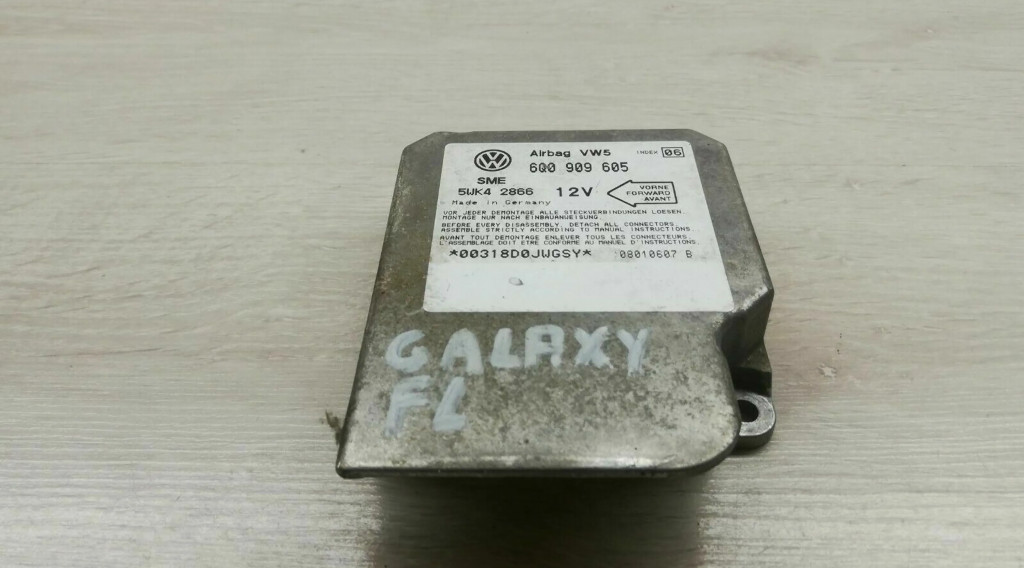 Airbag VW5 INDEX 06
6Q0 909 605
SME
5WK4 2866 12V
VORNE
FORWARD
AVANT
Made in Germany
VOR JEDER DEMONTAGE ALLE STECKVERBINDUNGEN LOESEN.
MONTAGE NUR NACH EINBAUANWEISUNG.
BEFORE EVERY DISASSEMBLY, DETACH ALL CONNECTORS.
ASSEMBLE STRICTLY ACCORDING TO MANUAL INSTRUCTIONS.
AVANT TOUT DEMONTAGE ENLEVER TOUS LES CONNECTEURS.
L'ASSEMBLAGE DOIT ETRE CONFORME AU MANUEL D'INSTRUCTIONS.
*00318D0JWGSY* 08010607 B
GALAXY
FL